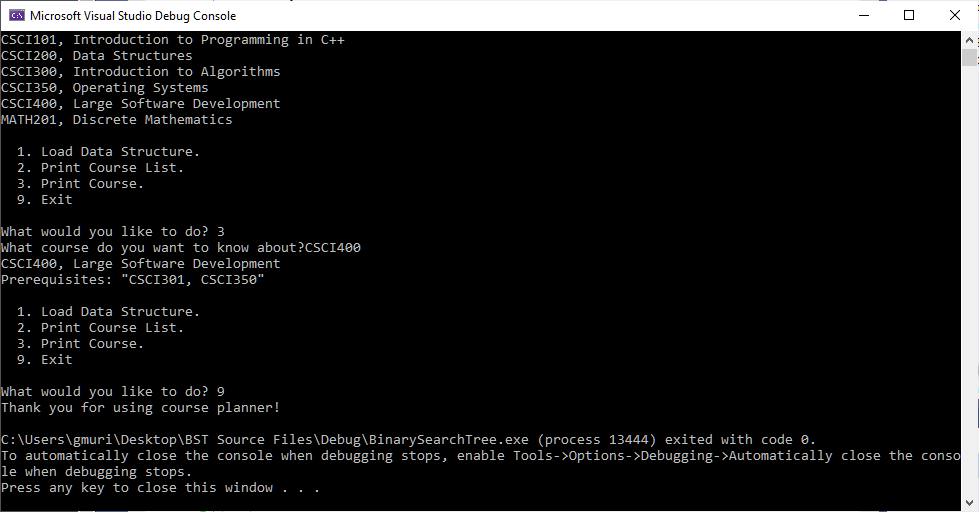 Microsoft Visual Studio Debug Console
CSCI101, Introduction to Programming in C++
CSCI200, Data Structures
CSCI300, Introduction to Algorithms
CSCI350, Operating Systems
CSCI400, Large Software Development
MATH201, Discrete Mathematics
1. Load Data Structure.
2. Print Course List.
3. Print Course.
9. Exit
What would you like to do? 3
What course do you want to know about?CSCI400
CSCI400, Large Software Development
Prerequisites: "CSCI301, CSCI350"
1. Load Data Structure.
2. Print Course List.
3. Print Course.
9. Exit
What would you like to do? 9
Thank you for using course planner!
C:\Users\gmuri\Desktop\BST Source Files\Debug\BinarySearchTree.exe (process 13444) exited with code 0.
To automatically close the console when debugging stops, enable Tools->Options->Debugging->Automatically close the conso
le when debugging stops.
Press any key to close this window . . .